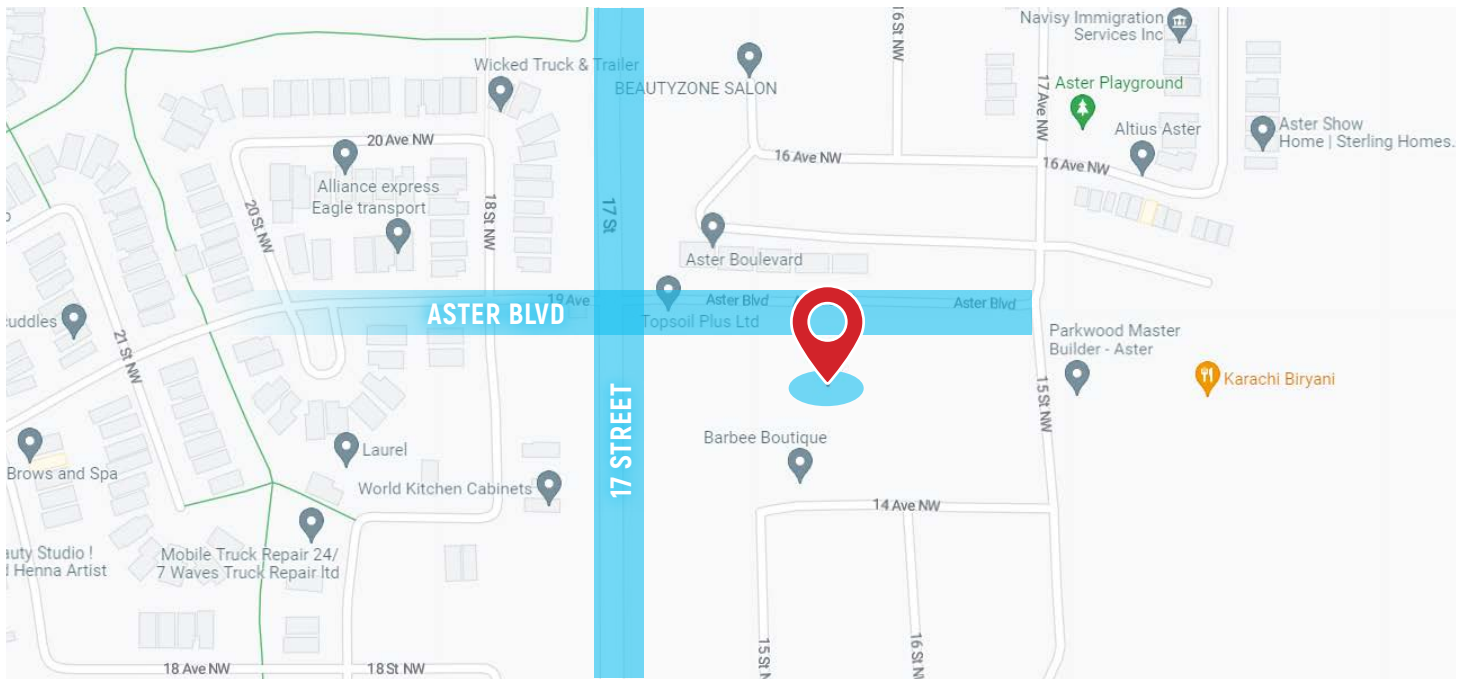 Navisy Immigration
Services Inc
16 St NW
Wicked Truck & Trailer
BEAUTYZONE SALON
17 Ave NW
Aster Playground
Altius Aster
Aster Show
Home | Sterling Homes.
20 Ave NW
16 Ave NW
16 Ave NW
Alliance express
Eagle transport
20 St NW
18 St NW
17 St
Aster Boulevard
19 Ave
Aster Blvd
Aster Blvd
ASTER BLVD
Topsoil Plus Ltd
cuddles
21 St NW
Parkwood Master
Builder - Aster
Karachi Biryani
15 St NW
17 STREET
Barbee Boutique
Laurel
Brows and Spa
World Kitchen Cabinets
14 Ave NW
auty Studio !
Henna Artist
Mobile Truck Repair 24/
7 Waves Truck Repair ltd
15 St N
16 St N
18 Ave NW
18 St NW